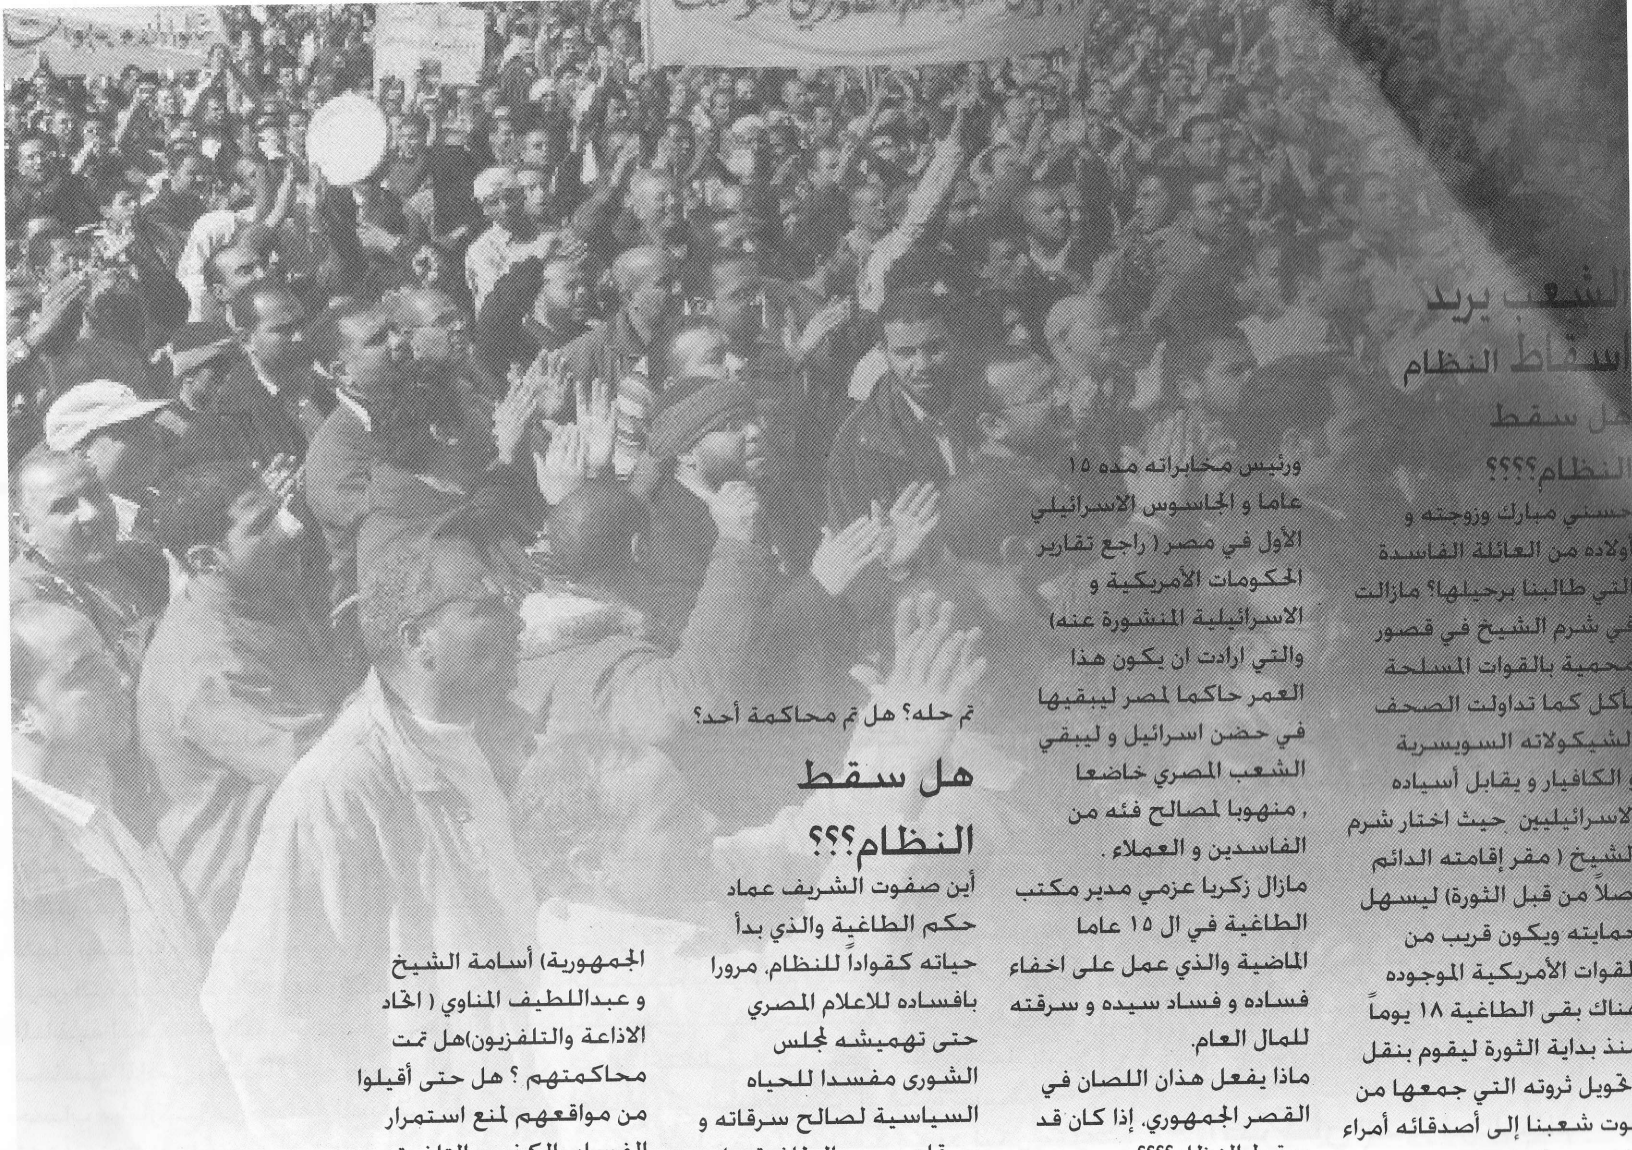 الشعب يريد
اسقاط النظام
هل سقط
النظام؟؟؟؟
حسني مبارك وزوجته و
أولاده من العائلة الفاسدة
التي طالبنا برحيلها؟ مازالت
في شرم الشيخ في قصور
محمية بالقوات المسلحة
يأكل كما تداولت الصحف
الشيكولاته السويسرية
و الكافيار و يقابل أسياده
الاسرائيليين حيث اختار شرم
الشيخ ( مقر إقامته الدائم
أصلاً من قبل الثورة) ليسهل
حمايته ويكون قريب من
القوات الأمريكية الموجوده
هناك بقى الطاغية ١٨ يوماً
منذ بداية الثورة ليقوم بنقل
تحويل ثروته التي جمعها من
قوت شعبنا إلى أصدقائه أمراء
ورئيس مخابراته مده ١٥
عاما و الجاسوس الاسرائيلي
الأول في مصر ( راجع تقارير
الحكومات الأمريكية و
الاسرائيلية المنشورة عنه)
والتي ارادت ان يكون هذا
العمر حاكما لمصر ليبقيها
في حضن اسرائيل و ليبقي
الشعب المصري خاضعا
, منهوبا لمصالح فئه من
الفاسدين و العملاء .
مازال زكريا عزمي مدير مكتب
الطاغية في ال ١٥ عاما
الماضية والذي عمل على اخفاء
فساده و فساد سيده و سرقته
للمال العام.
ماذا يفعل هذان اللصان في
القصر الجمهوري. إذا كان قد
تم حله؟ هل تم محاكمة أحد؟
هل سقط
النظام؟؟؟
أين صفوت الشريف عماد
حكم الطاغية والذي بدأ
حياته كقواداً للنظام. مرورا
بافساده للاعلام المصري
حتى تهميشه لمجلس
الشورى مفسدا للحياه
السياسية لصالح سرقاته و
الجمهورية) أسامة الشيخ
و عبداللطيف المناوي ( اتحاد
الاذاعة والتلفزيون)هل تمت
محاكمتهم ؟ هل حتى أقيلوا
من مواقعهم لمنع استمرار